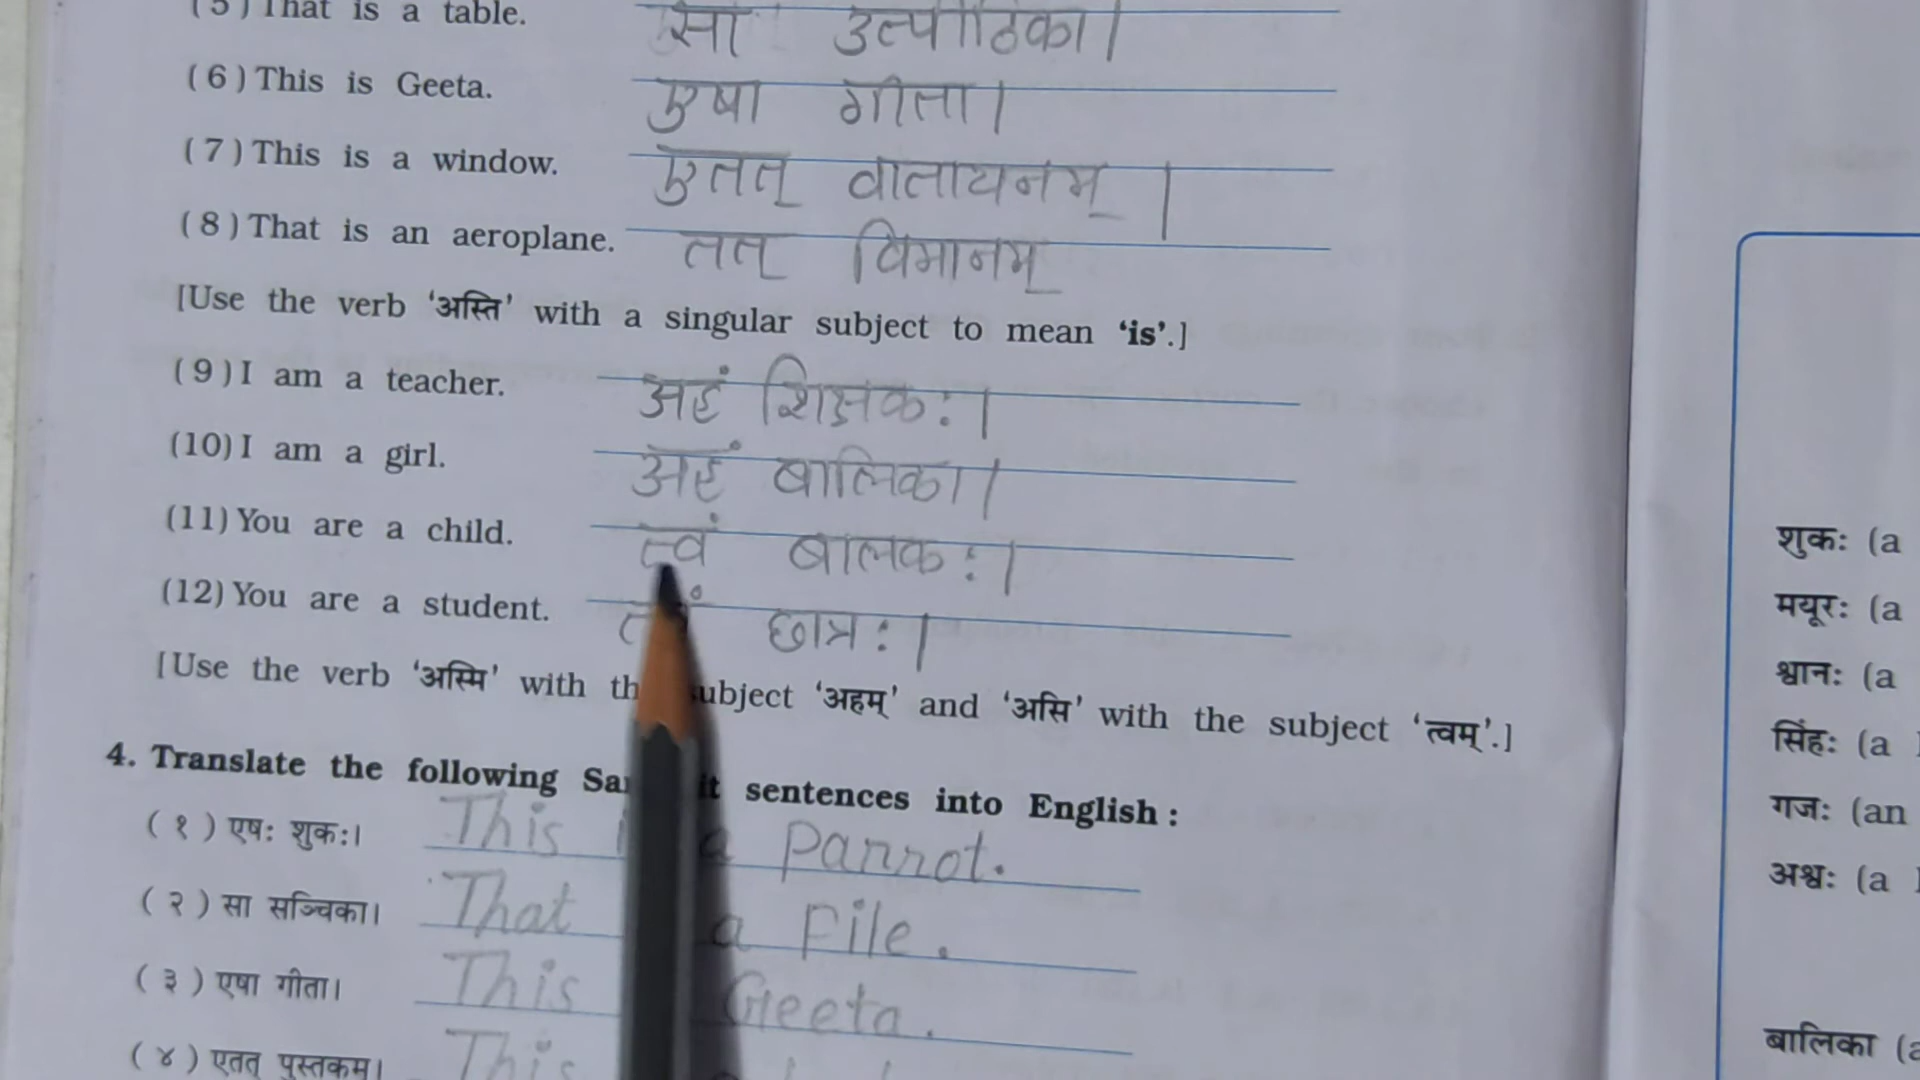 (5) That is a table. सा उत्पीठिका।
(6) This is Geeta. एषा गीता।
(7) This is a window. एतत् वातायनम् ।
(8) That is an aeroplane. तत् विमानम्
[Use the verb ‘अस्ति’ with a singular subject to mean ‘is’.]
(9) I am a teacher. अहं शिक्षकः।
(10) I am a girl. अहं बालिका।
(11) You are a child. त्वं बालकः।
(12) You are a student. छात्रः।
[Use the verb ‘अस्मि’ with subject ‘अहम्’ and ‘असि’ with the subject ‘त्वम्’.]
4. Translate the following sentences into English :
(१) एषः शुकः। This a Parrot.
(२) सा सञ्चिका। That a File.
(३) एषा गीता। This Geeta.
(४) एतत् पुस्तकम्। This
शुकः (a
मयूरः (a
श्वानः (a
सिंहः (a
गजः (an
अश्वः (a
बालिका (a